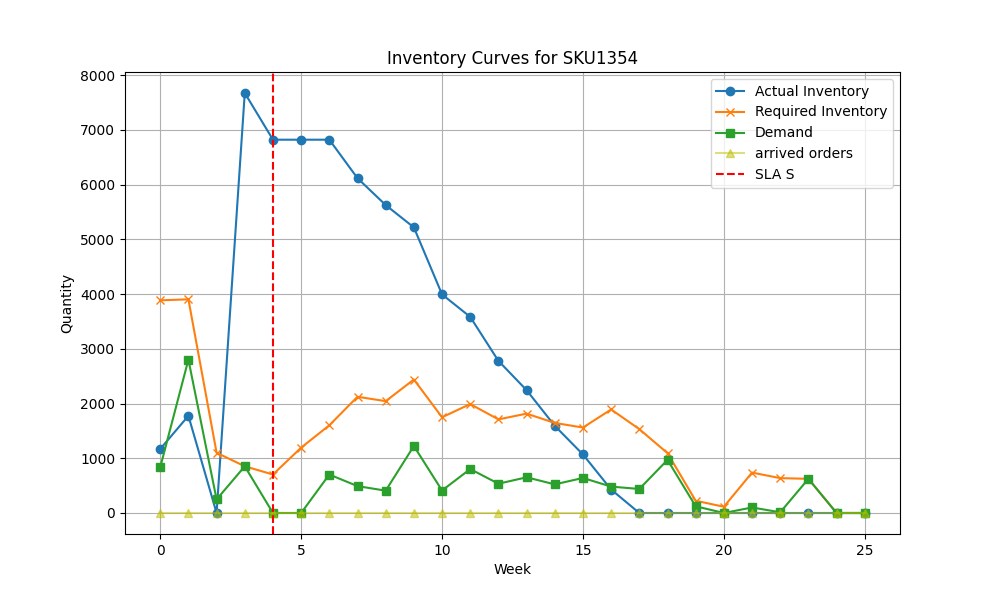 Inventory Curves for SKU1354
8000
7000
6000
5000
4000
3000
2000
1000
0
Quantity
Actual Inventory
Required Inventory
Demand
arrived orders
SLA S
0
5
10
15
20
25
Week